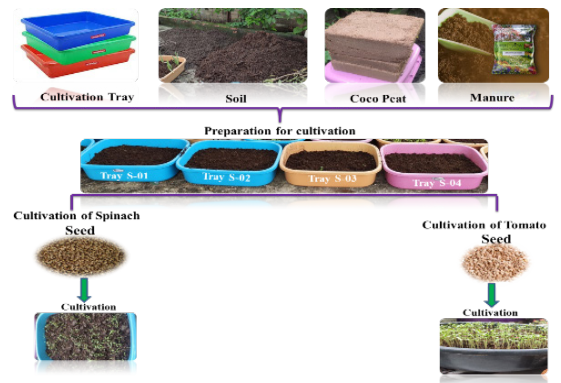 Cultivation Tray
Soil
Coco Peat
Manure
Preparation for cultivation
Tray S-01
Tray S-02
Tray S-03
Tray S-04
Cultivation of Spinach
Seed
Cultivation of Tomato
Seed
Cultivation
Cultivation